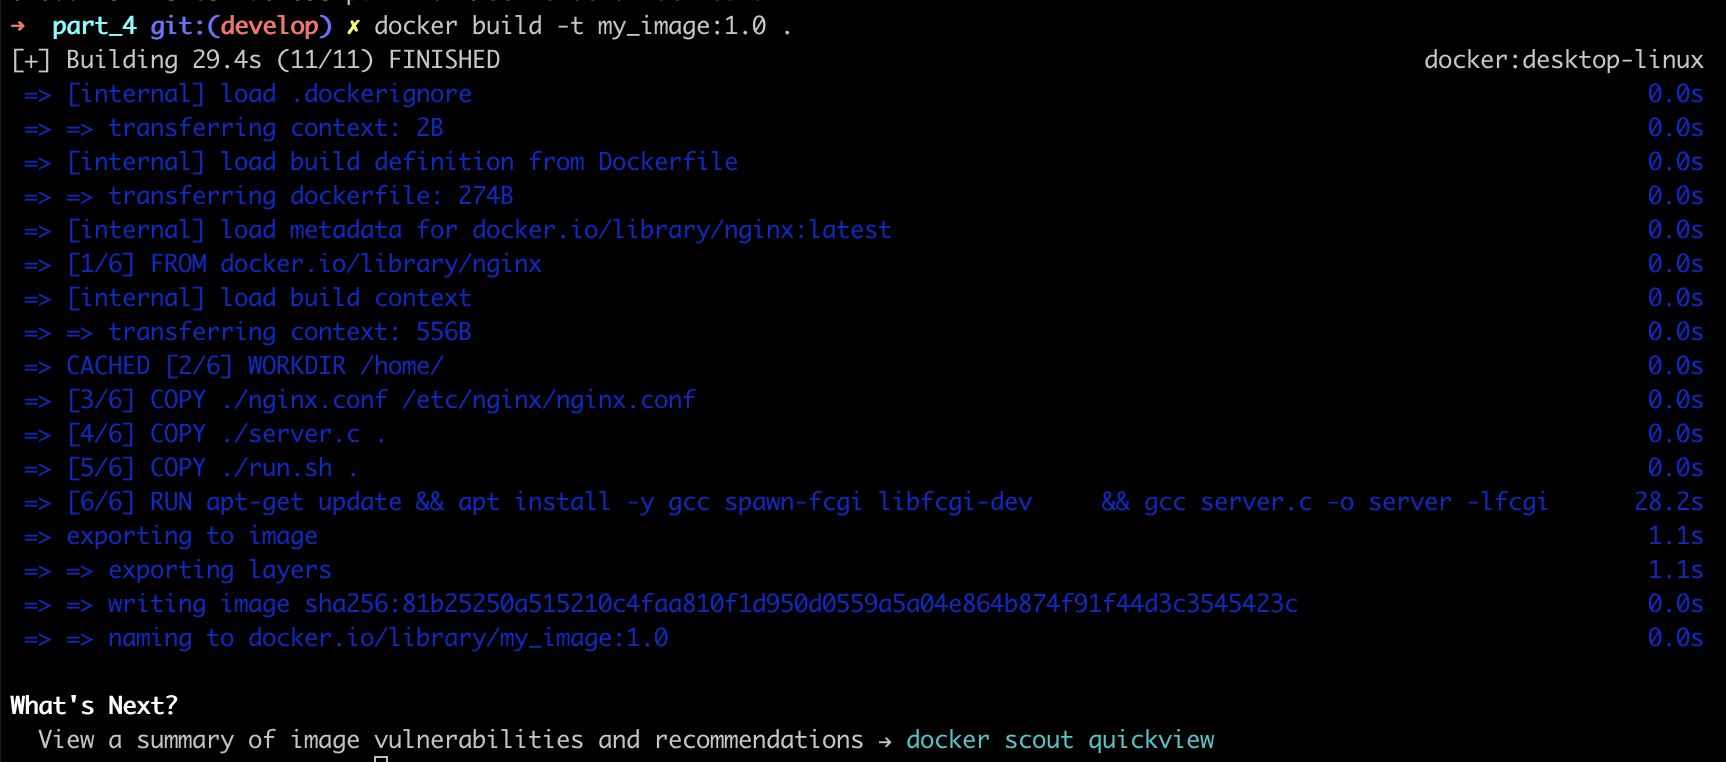 → part_4 git:(develop) ✗ docker build -t my_image:1.0 .
[+] Building 29.4s (11/11) FINISHED docker:desktop-linux
=> [internal] load .dockerignore 0.0s
=> => transferring context: 2B 0.0s
=> [internal] load build definition from Dockerfile 0.0s
=> => transferring dockerfile: 274B 0.0s
=> [internal] load metadata for docker.io/library/nginx:latest 0.0s
=> [1/6] FROM docker.io/library/nginx 0.0s
=> [internal] load build context 0.0s
=> => transferring context: 556B 0.0s
=> CACHED [2/6] WORKDIR /home/ 0.0s
=> [3/6] COPY ./nginx.conf /etc/nginx/nginx.conf 0.0s
=> [4/6] COPY ./server.c . 0.0s
=> [5/6] COPY ./run.sh . 0.0s
=> [6/6] RUN apt-get update && apt install -y gcc spawn-fcgi libfcgi-dev     && gcc server.c -o server -lfcgi 28.2s
=> exporting to image 1.1s
=> => exporting layers 1.1s
=> => writing image sha256:81b25250a515210c4faa810f1d950d0559a5a04e864b874f91f44d3c3545423c 0.0s
=> => naming to docker.io/library/my_image:1.0 0.0s
What's Next?
View a summary of image vulnerabilities and recommendations → docker scout quickview